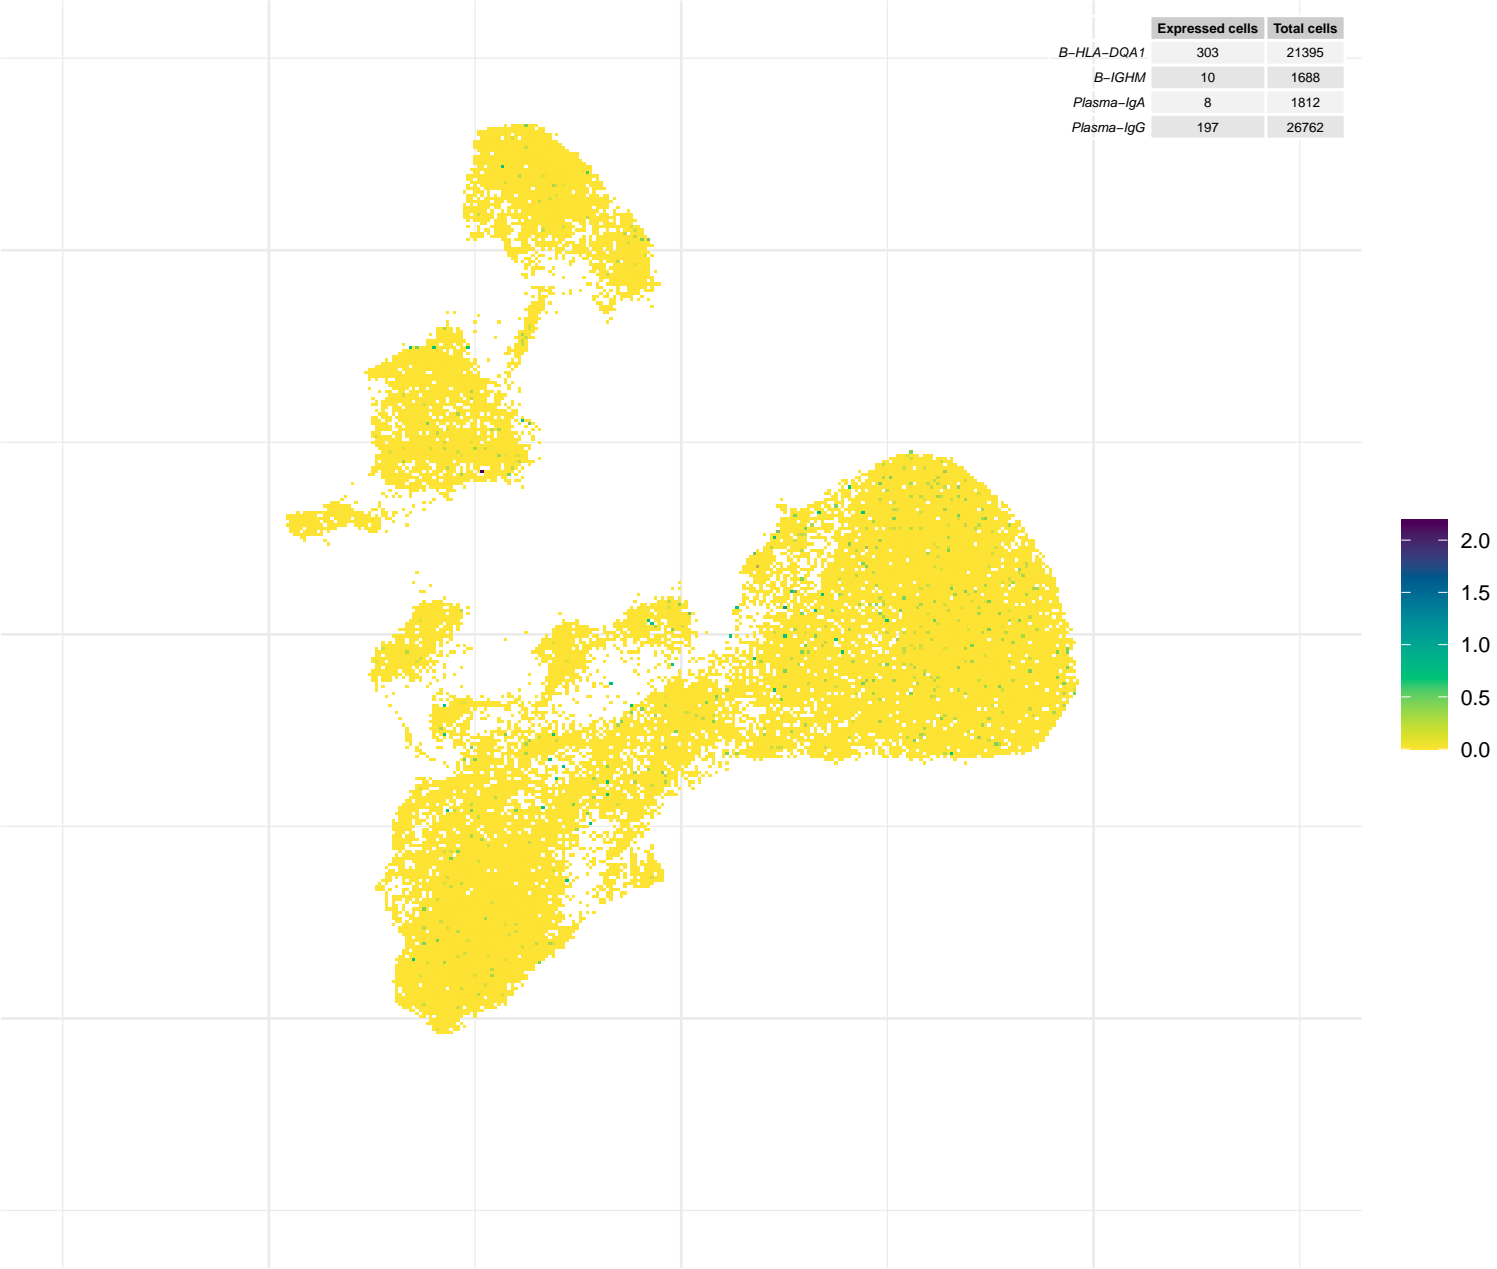 Expressed cells Total cells
B−HLA−DQA1 303 21395
B−IGHM 10 1688
Plasma−IgA 8 1812
Plasma−IgG 197 26762
2.0
1.5
1.0
0.5
0.0